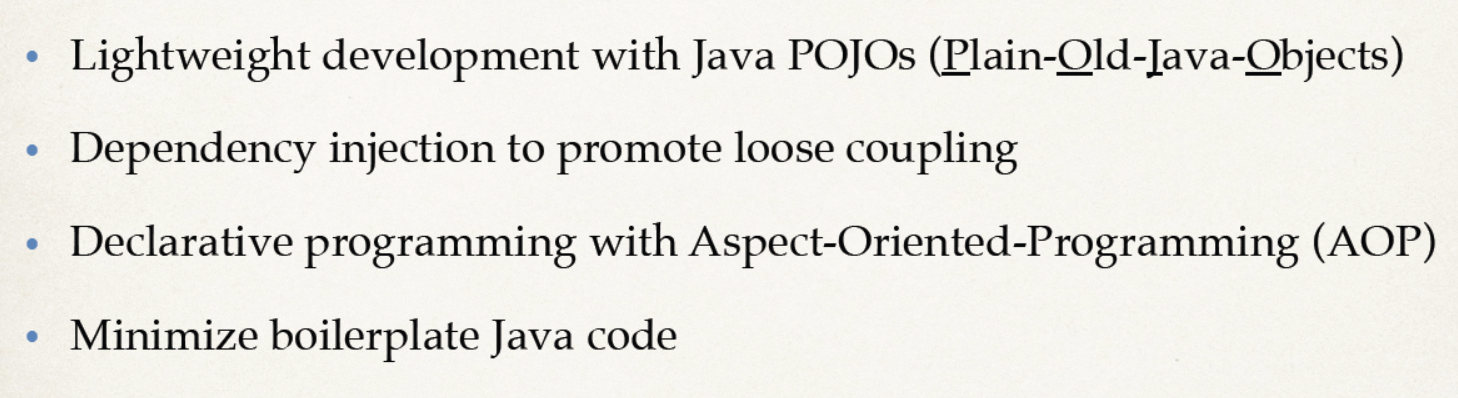 • Lightweight development with Java POJOs (Plain-Old-Java-Objects)
• Dependency injection to promote loose coupling
• Declarative programming with Aspect-Oriented-Programming (AOP)
• Minimize boilerplate Java code